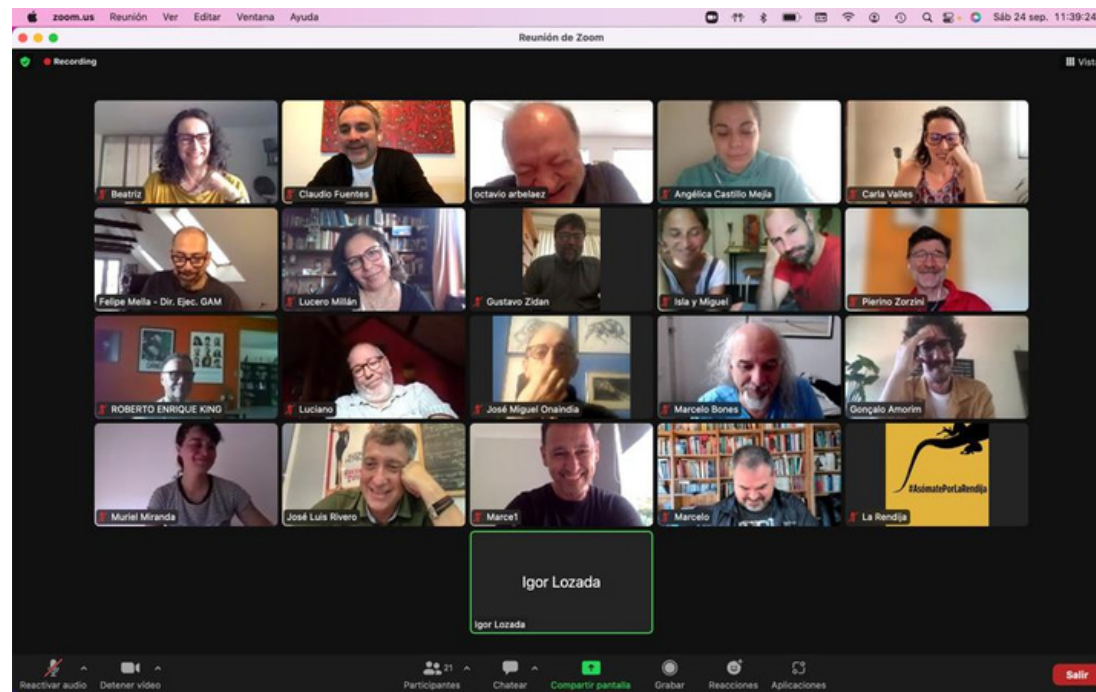 zoom.us Reunión Ver Editar Ventana Ayuda Sáb 24 sep. 11:39:24
Reunión de Zoom
Recording Vista
Beatriz Claudio Fuentes octavio arbelaez Angélica Castillo Mejía Carla Valles
Felipe Mella - Dir. Ejec. GAM Lucero Millán Gustavo Zidan Isla y Miguel Pierino Zorzini
ROBERTO ENRIQUE KING Luciano José Miguel Onaindia Marcelo Bones Gonçalo Amorim
#AsómatePorLaRendija
Muriel Miranda José Luis Rivero Marce1 Marcelo La Rendija
Igor Lozada
Igor Lozada
21
Reactivar audio Detener vídeo Participantes Chatear Compartir pantalla Grabar Reacciones Aplicaciones Salir